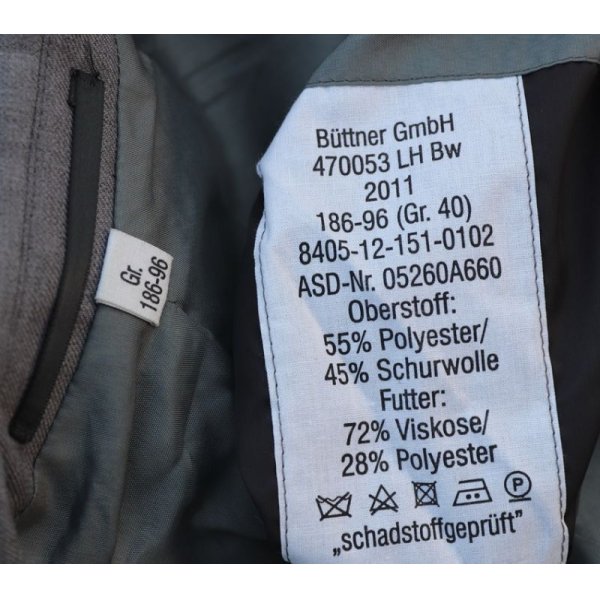 Gr.
186-96
Büttner GmbH
470053 LH Bw
2011
186-96 (Gr. 40)
8405-12-151-0102
ASD-Nr. 05260A660
Oberstoff:
55% Polyester/
45% Schurwolle
Futter:
72% Viskose/
28% Polyester
P
„schadstoffgeprüft"